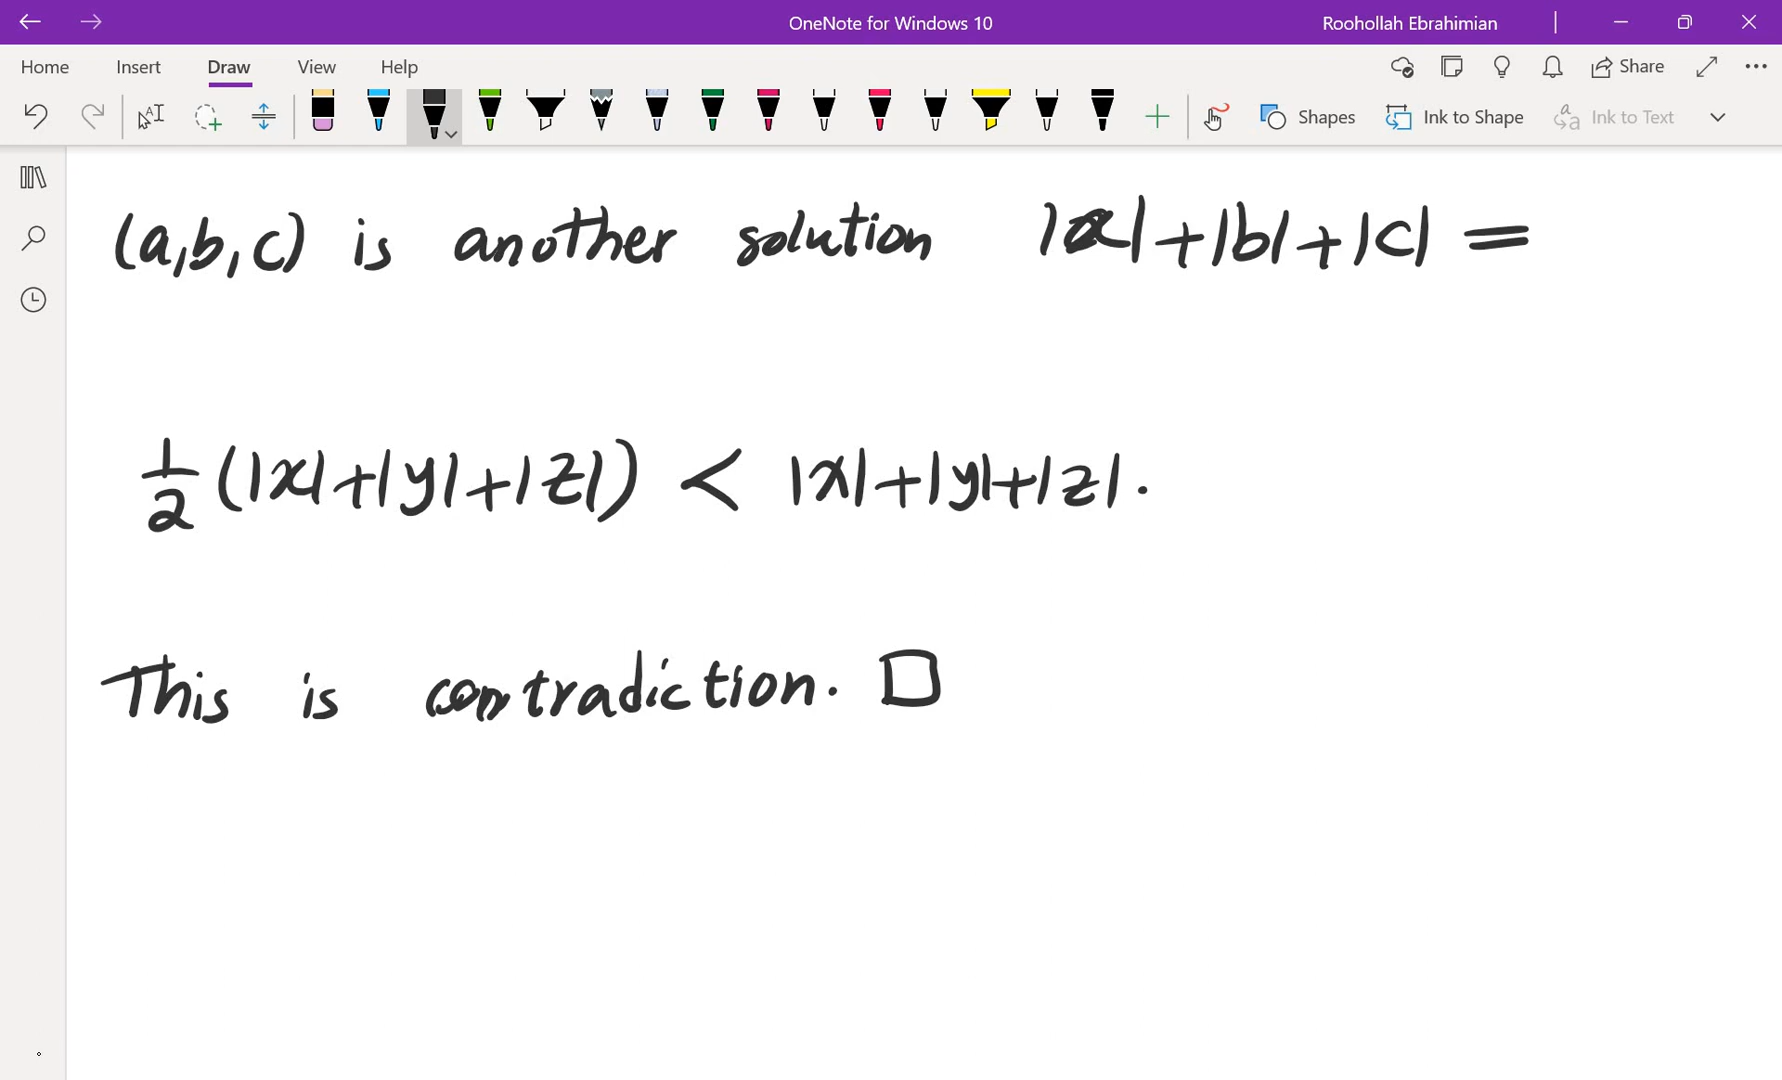 OneNote for Windows 10
Roohollah Ebrahimian
Home Insert Draw View Help
Share
Shapes Ink to Shape Ink to Text
(a,b,c) is another solution |a|+|b|+|c| =
1/2 (|x|+|y|+|z|) < |x|+|y|+|z|.
This is contradiction. □